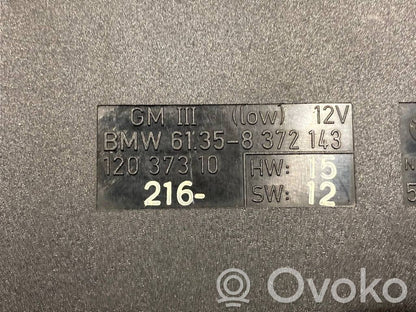 GM III (low) 12V
BMW 61.35-8 372 143
120 373 10 HW: 15
216- SW: 12
N
5
Ovoko